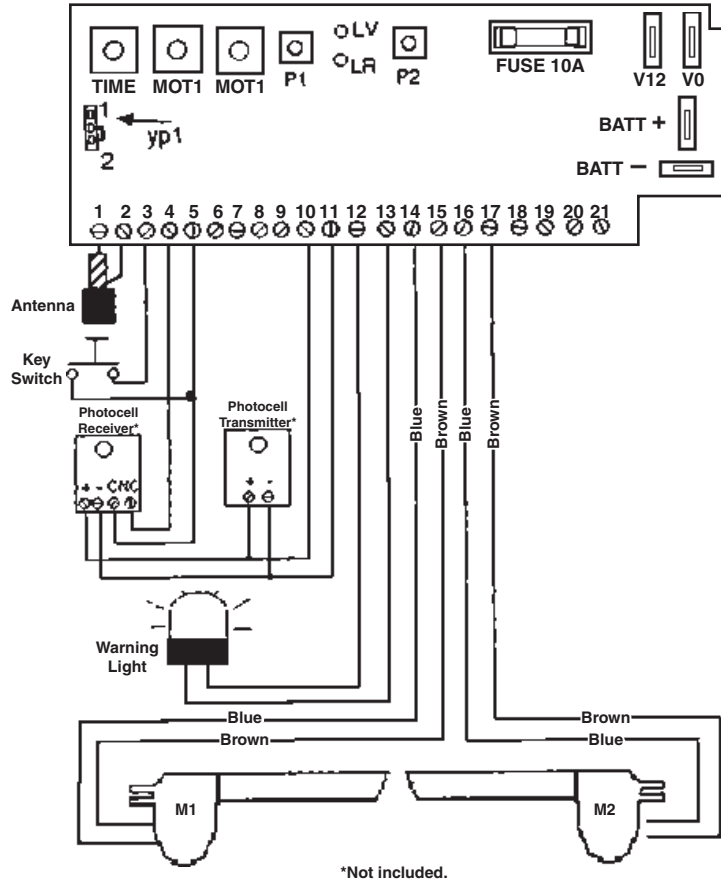 LV
LR
TIME MOT1 MOT1 P1 P2 FUSE 10A V12 V0
1
yp1
2
BATT +
BATT −
1 2 3 4 5 6 7 8 9 10 11 12 13 14 15 16 17 18 19 20 21
Antenna
Key
Switch
Photocell
Receiver*
Photocell
Transmitter*
+ - C NC
+ -
Blue
Brown
Blue
Brown
Warning
Light
Blue
Brown
Brown
Blue
M1
M2
*Not included.